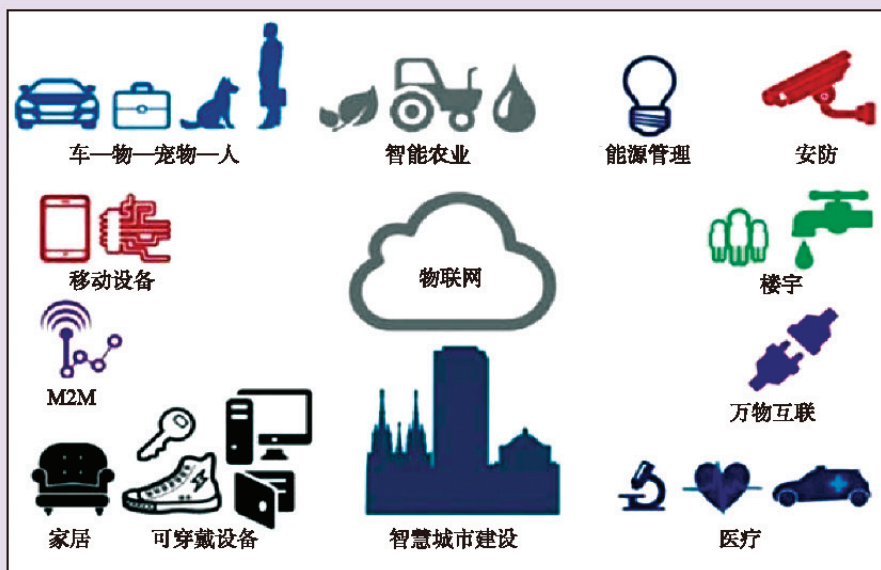 车—物—宠物—人
智能农业
能源管理
安防
移动设备
物联网
楼宇
M2M
万物互联
家居
可穿戴设备
智慧城市建设
医疗